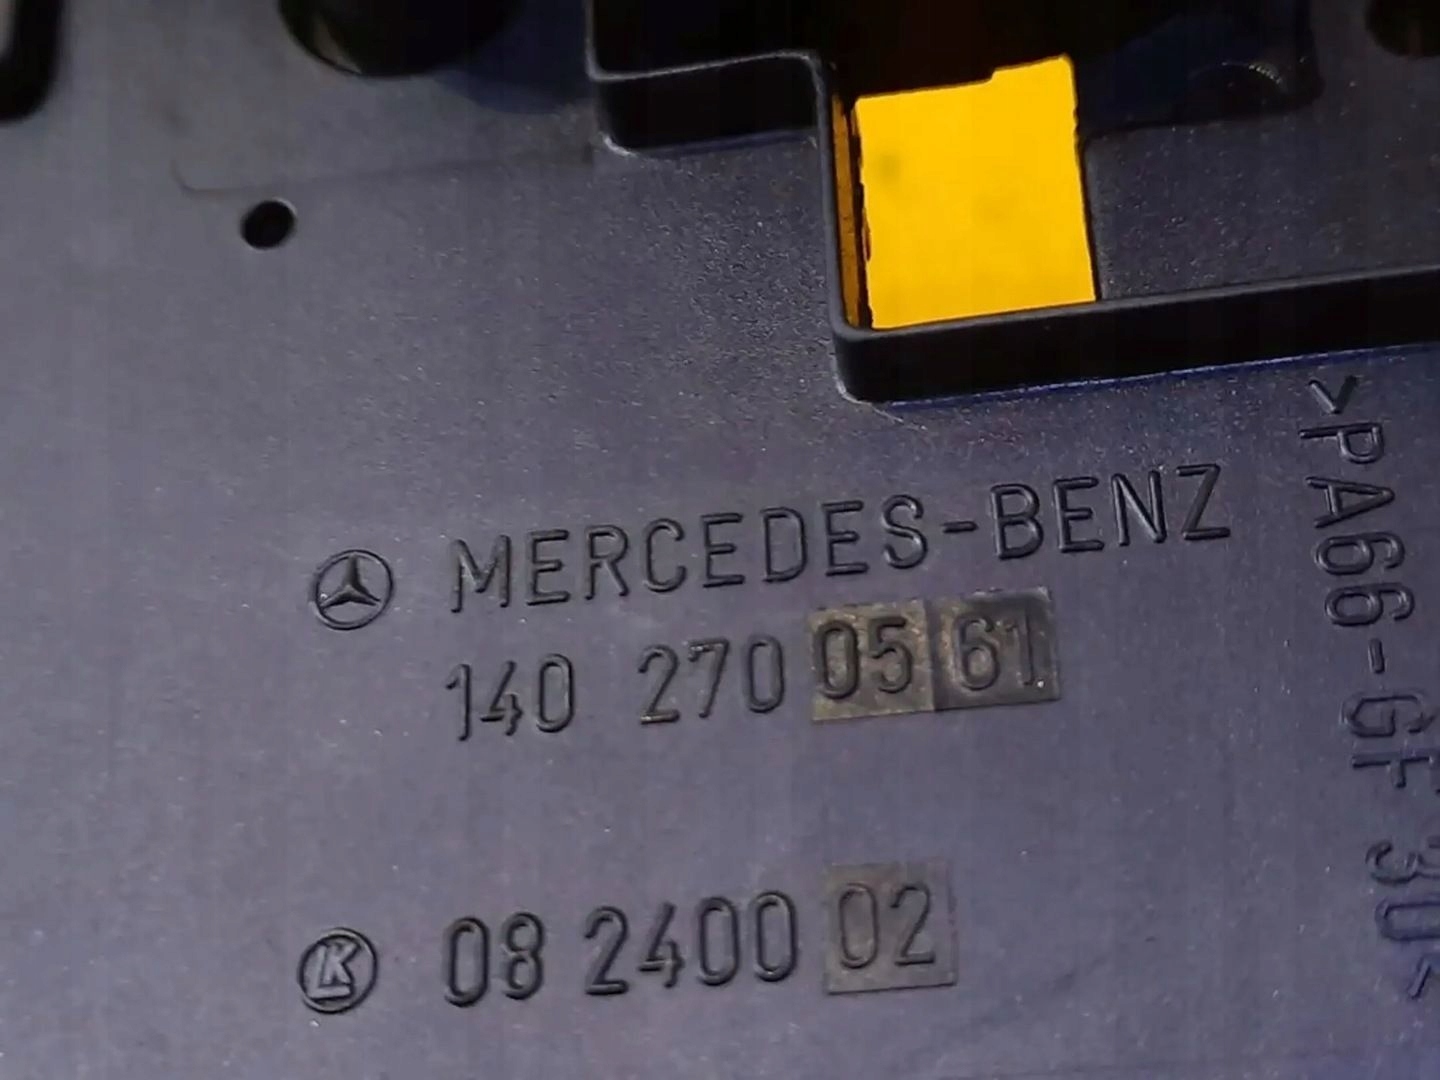 MERCEDES-BENZ
140 270 05 61
08 2400 02
>PA66-GF 30<